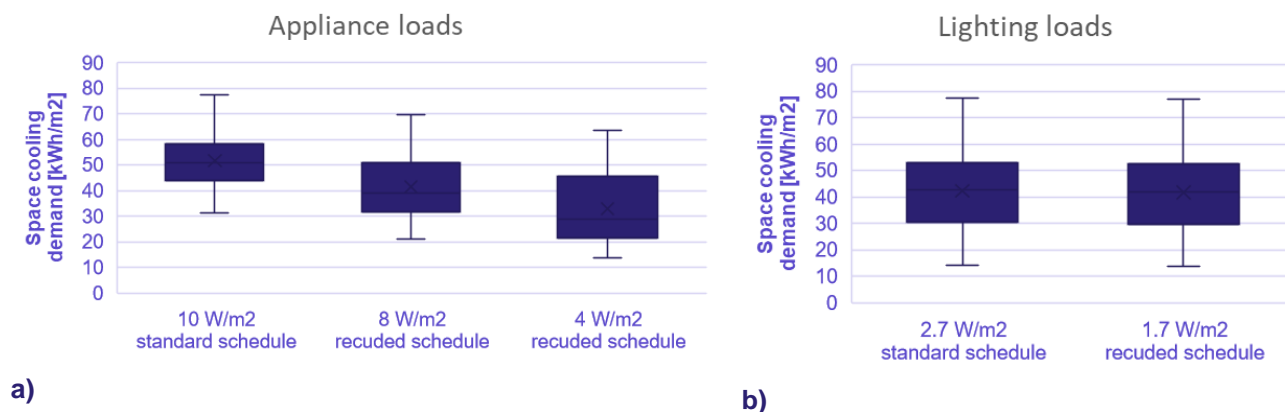 Appliance loads
Space cooling
demand [kWh/m2]
90
80
70
60
50
40
30
20
10
0
10 W/m2
standard schedule
8 W/m2
recuded schedule
4 W/m2
recuded schedule
a)
Lighting loads
Space cooling
demand [kWh/m2]
90
80
70
60
50
40
30
20
10
0
2.7 W/m2
standard schedule
1.7 W/m2
recuded schedule
b)